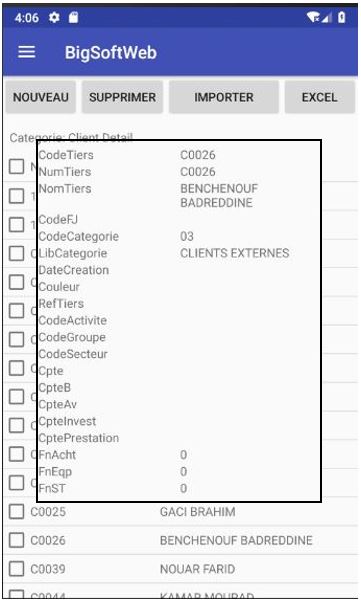 4:06
BigSoftWeb
NOUVEAU SUPPRIMER IMPORTER EXCEL
Categorie: Client Detail
CodeTiers C0026
NumTiers C0026
NomTiers BENCHENOUF
BADREDDINE
CodeFJ
CodeCategorie 03
LibCategorie CLIENTS EXTERNES
DateCreation
Couleur
RefTiers
CodeActivite
CodeGroupe
CodeSecteur
Cpte
CpteB
CpteAv
CpteInvest
CptePrestation
FnAcht 0
FnEqp 0
FnST 0
C0025 GACI BRAHIM
C0026 BENCHENOUF BADREDDINE
C0039 NOUAR FARID
C0044 KAMAR MOURAD